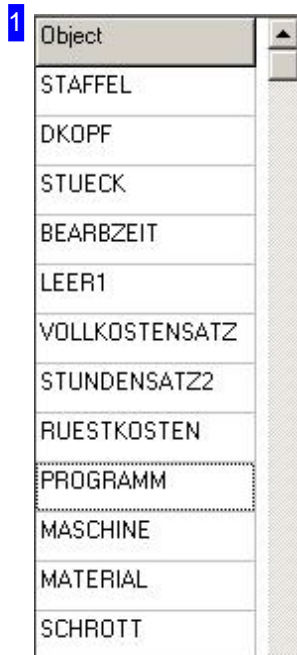 1
Object
STAFFEL
DKOPF
STUECK
BEARBZEIT
LEER1
VOLLKOSTENSATZ
STUNDENSATZ2
RUESTKOSTEN
PROGRAMM
MASCHINE
MATERIAL
SCHROTT